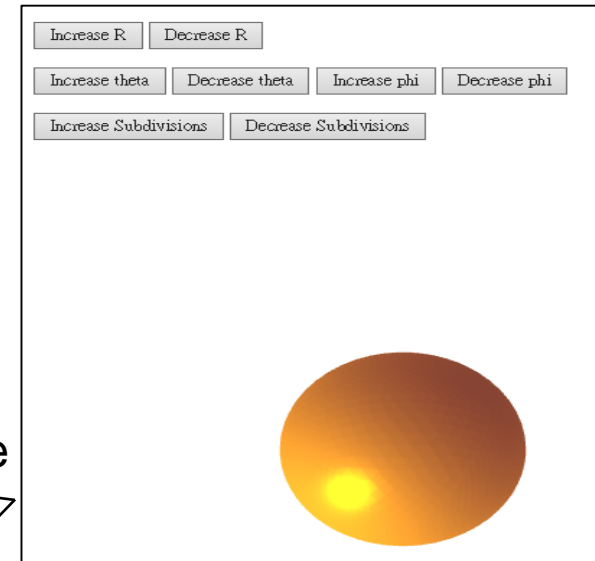 Increase R Decrease R
Increase theta Decrease theta Increase phi Decrease phi
Increase Subdivisions Decrease Subdivisions
e